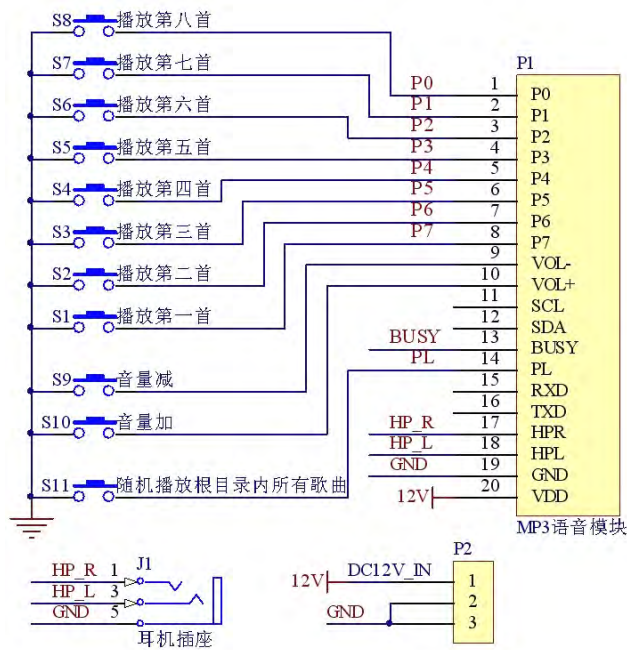 S8 播放第八首
S7 播放第七首
S6 播放第六首
S5 播放第五首
S4 播放第四首
S3 播放第三首
S2 播放第二首
S1 播放第一首
S9 音量减
S10 音量加
S11 随机播放根目录内所有歌曲
P1
P0 1 P0
P1 2 P1
P2 3 P2
P3 4 P3
P4 5 P4
P5 6 P5
P6 7 P6
P7 8 P7
9 VOL-
10 VOL+
11 SCL
12 SDA
BUSY 13 BUSY
PL 14 PL
15 RXD
16 TXD
HP_R 17 HPR
HP_L 18 HPL
GND 19 GND
12V 20 VDD
MP3语音模块
J1
HP_R 1
HP_L 3
GND 5
耳机插座
P2
12V DC12V_IN 1
2
GND 3